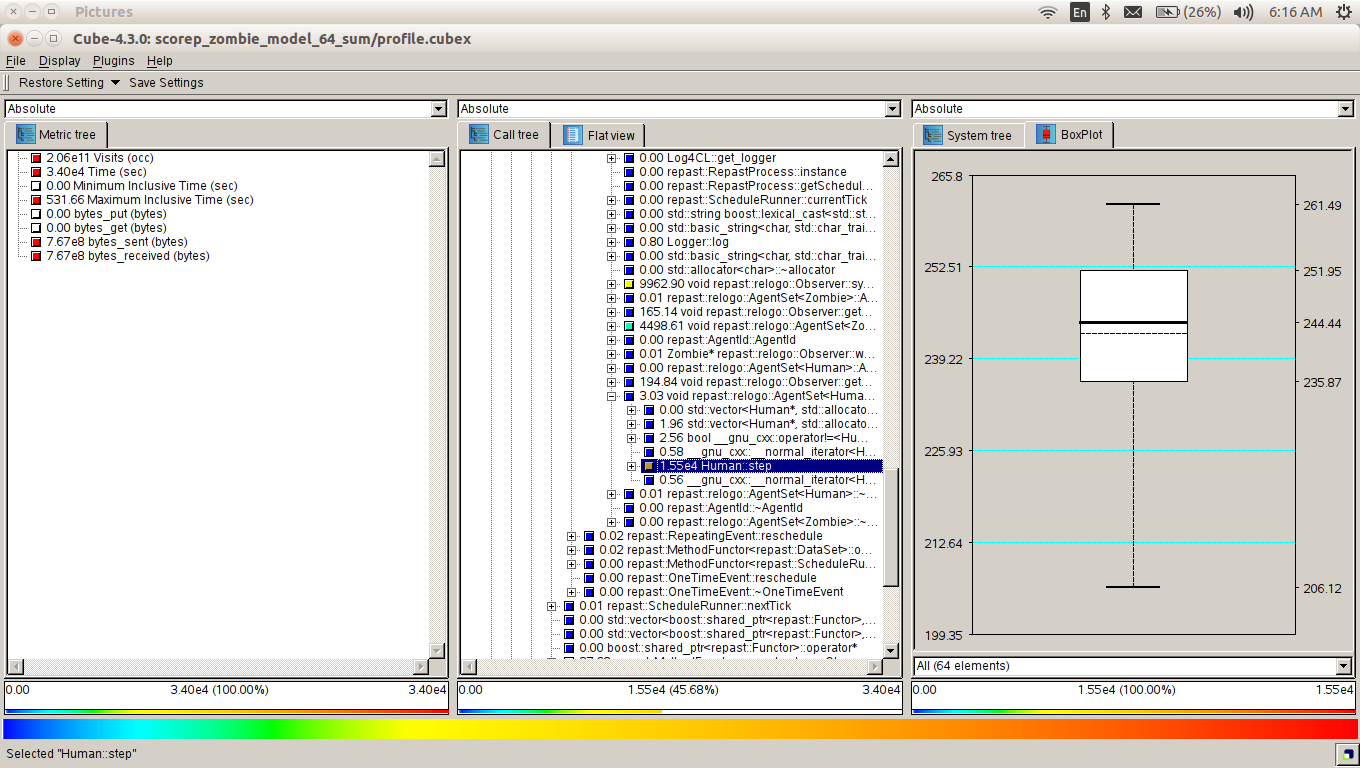 Pictures
En (26%) 6:16 AM
Cube-4.3.0: scorep_zombie_model_64_sum/profile.cubex
File Display Plugins Help
Restore Setting Save Settings
Absolute
Metric tree
2.06e11 Visits (occ)
3.40e4 Time (sec)
0.00 Minimum Inclusive Time (sec)
531.66 Maximum Inclusive Time (sec)
0.00 bytes_put (bytes)
0.00 bytes_get (bytes)
7.67e8 bytes_sent (bytes)
7.67e8 bytes_received (bytes)
0.00 3.40e4 (100.00%) 3.40e4
Absolute
Call tree Flat view
0.00 Log4CL::get_logger
0.00 repast::RepastProcess::instance
0.00 repast::RepastProcess::getSchedul...
0.00 repast::ScheduleRunner::currentTick
0.00 std::string boost::lexical_cast<std::st...
0.00 std::basic_string<char, std::char_trai...
0.80 Logger::log
0.00 std::basic_string<char, std::char_trai...
0.00 std::allocator<char>::~allocator
9962.90 void repast::relogo::Observer::sy...
0.01 repast::relogo::AgentSet<Zombie>::A...
165.14 void repast::relogo::Observer::get...
4498.61 void repast::relogo::AgentSet<Zo...
0.00 repast::AgentId::AgentId
0.01 Zombie* repast::relogo::Observer::w...
0.00 repast::relogo::AgentSet<Human>::A...
194.84 void repast::relogo::Observer::get...
3.03 void repast::relogo::AgentSet<Huma...
0.00 std::vector<Human*, std::allocato...
1.96 std::vector<Human*, std::allocato...
2.56 bool __gnu_cxx::operator!=<Hu...
0.58 __gnu_cxx::__normal_iterator<H...
1.55e4 Human::step
0.56 __gnu_cxx::__normal_iterator<H...
0.01 repast::relogo::AgentSet<Human>::~...
0.00 repast::AgentId::~AgentId
0.00 repast::relogo::AgentSet<Zombie>::~...
0.02 repast::RepeatingEvent::reschedule
0.02 repast::MethodFunctor<repast::DataSet>::o...
0.00 repast::MethodFunctor<repast::ScheduleRu...
0.00 repast::OneTimeEvent::reschedule
0.00 repast::OneTimeEvent::~OneTimeEvent
0.01 repast::ScheduleRunner::nextTick
0.00 std::vector<boost::shared_ptr<repast::Functor>,...
0.00 std::vector<boost::shared_ptr<repast::Functor>,...
0.00 boost::shared_ptr<repast::Functor>::operator*
0.00 1.55e4 (45.68%) 3.40e4
Absolute
System tree BoxPlot
265.8
261.49
252.51
251.95
244.44
239.22
235.87
225.93
212.64
206.12
199.35
All (64 elements)
0.00 1.55e4 (100.00%) 1.55e4
Selected "Human::step"